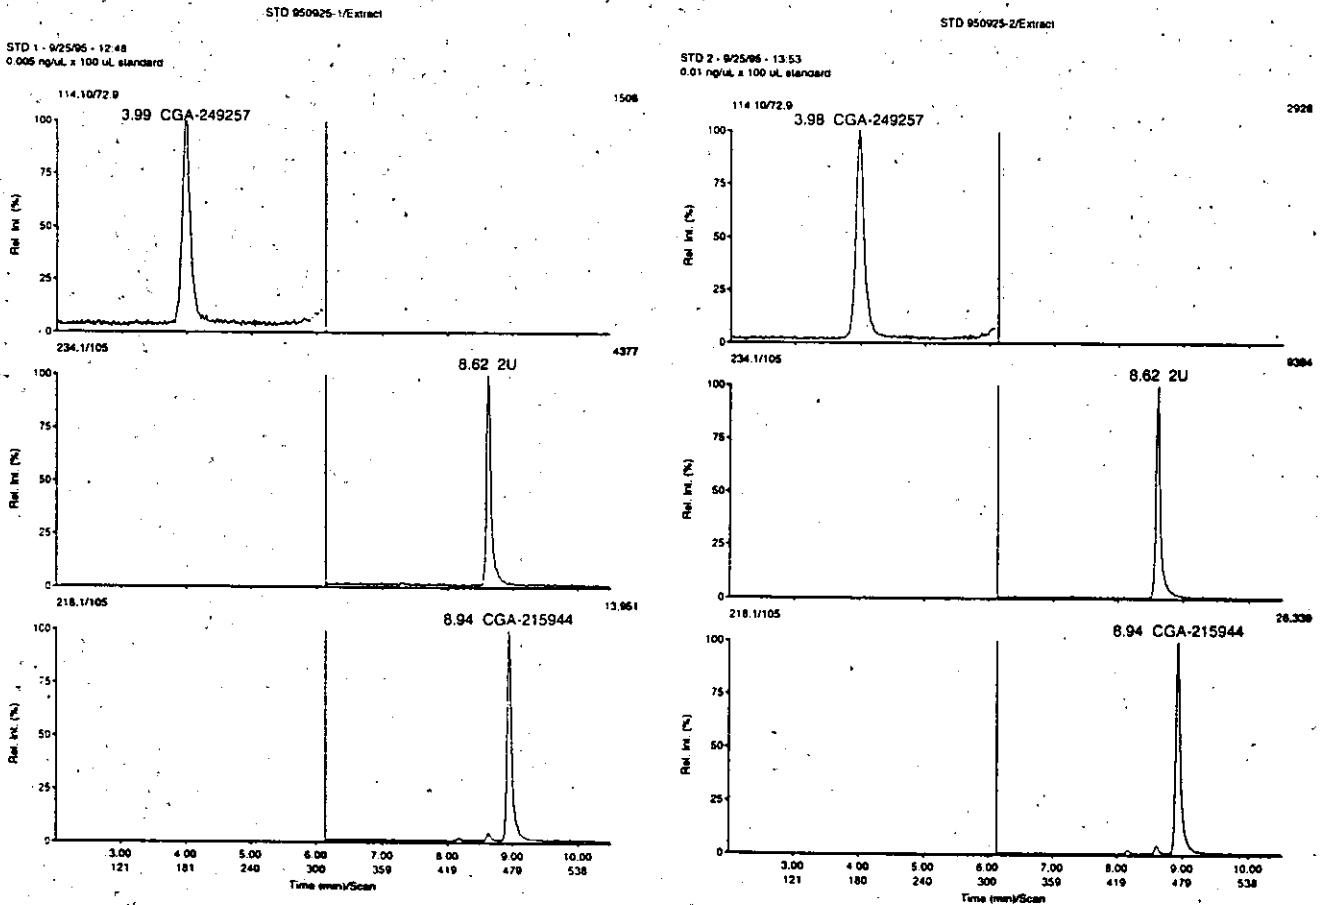 STD 950925-1/Extract
STD 1 - 9/25/95 - 12:48
0.005 ng/uL x 100 uL standard
114.10/72.9
1506
3.99 CGA-249257
100
75
50
25
0
Rel. Int. (%)
234.1/105
4377
8.62 2U
100
75
50
25
0
Rel. Int. (%)
218.1/105
13,951
8.94 CGA-215944
100
75
50
25
0
Rel. Int. (%)
3.00 4.00 5.00 6.00 7.00 8.00 9.00 10.00
121 181 240 300 359 419 479 538
Time (min)/Scan
STD 950925-2/Extract
STD 2 - 9/25/95 - 13:53
0.01 ng/uL x 100 uL standard
114.10/72.9
2928
3.98 CGA-249257
100
75
50
25
0
Rel. Int. (%)
234.1/105
8.62 2U
100
75
50
25
0
Rel. Int. (%)
218.1/105
26,339
8.94 CGA-215944
100
75
50
25
0
Rel. Int. (%)
3.00 4.00 5.00 6.00 7.00 8.00 9.00 10.00
121 180 240 300 359 419 479 538
Time (min)/Scan